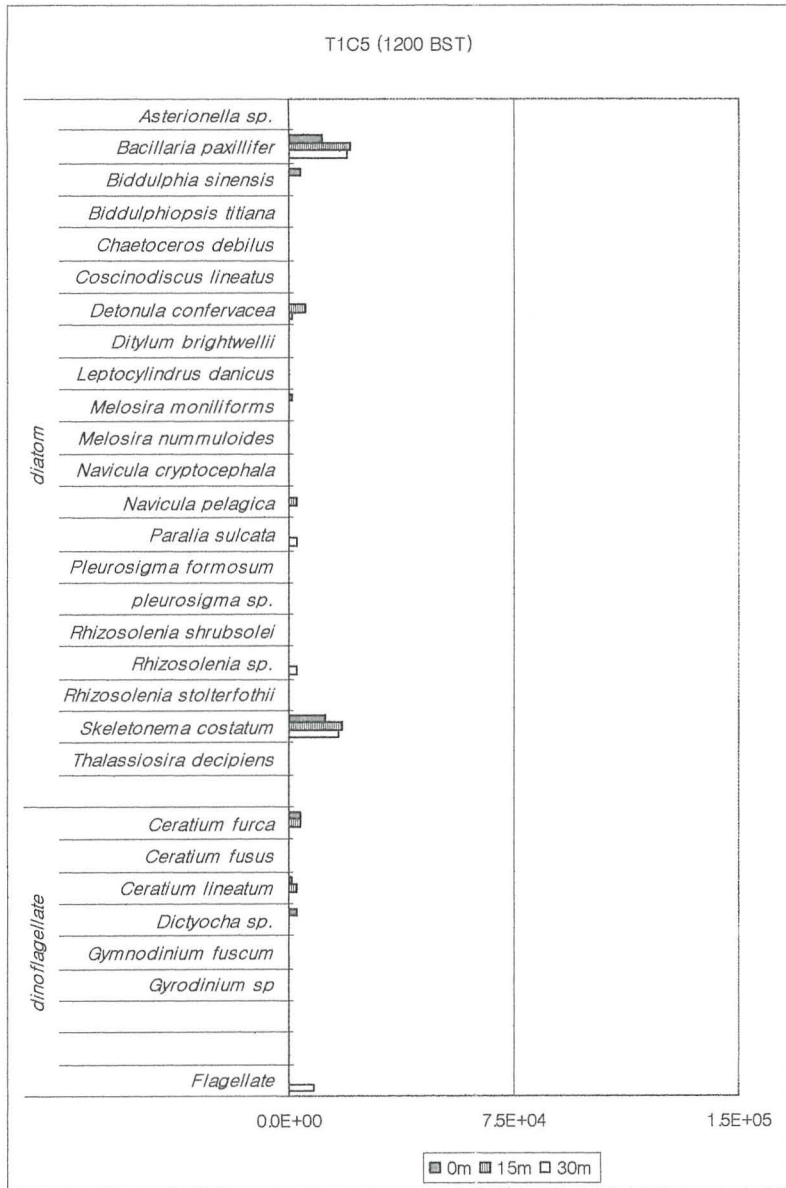 T1C5 (1200 BST)
diatom
Asterionella sp.
Bacillaria paxillifer
Biddulphia sinensis
Biddulphiopsis titiana
Chaetoceros debilus
Coscinodiscus lineatus
Detonula confervacea
Ditylum brightwellii
Leptocylindrus danicus
Melosira moniliforms
Melosira nummuloides
Navicula cryptocephala
Navicula pelagica
Paralia sulcata
Pleurosigma formosum
pleurosigma sp.
Rhizosolenia shrubsolei
Rhizosolenia sp.
Rhizosolenia stolterfothii
Skeletonema costatum
Thalassiosira decipiens
dinoflagellate
Ceratium furca
Ceratium fusus
Ceratium lineatum
Dictyocha sp.
Gymnodinium fuscum
Gyrodinium sp
Flagellate
0.0E+00 7.5E+04 1.5E+05
0m 15m 30m